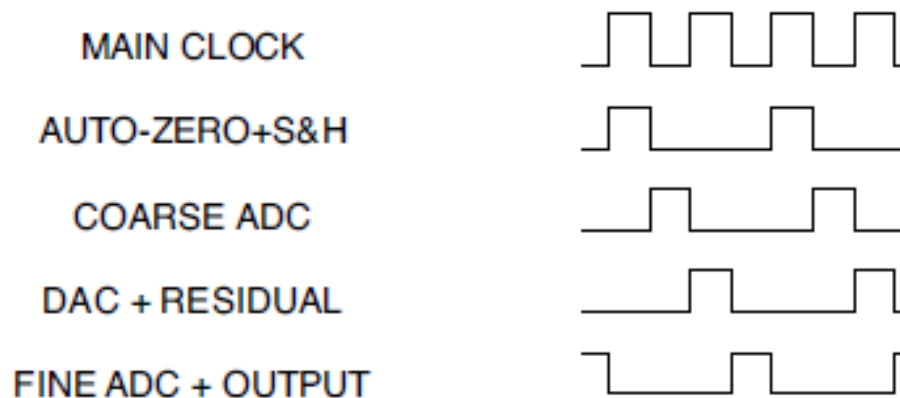 MAIN CLOCK
AUTO-ZERO+S&H
COARSE ADC
DAC + RESIDUAL
FINE ADC + OUTPUT